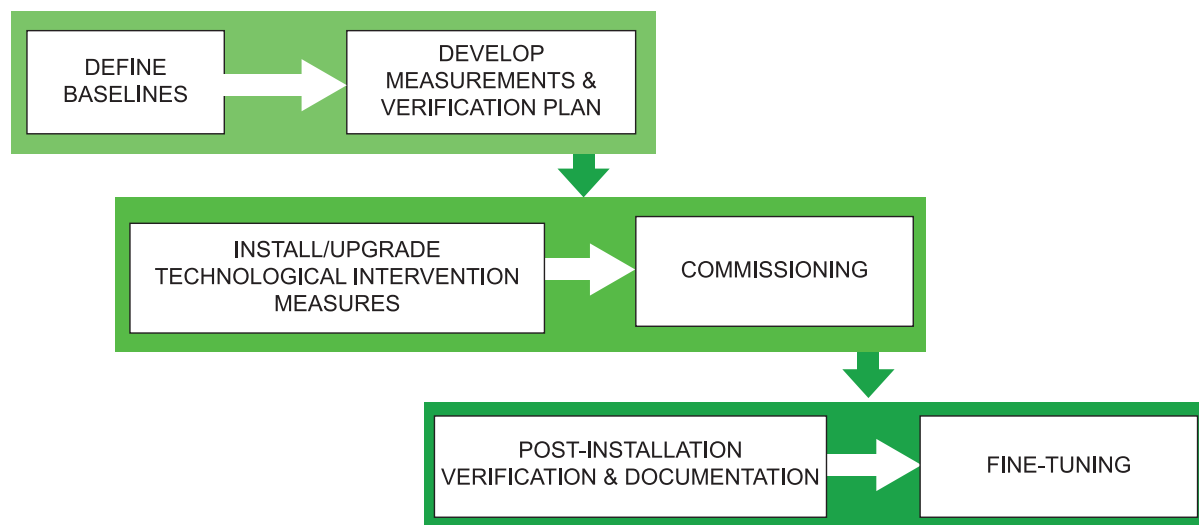 DEFINE
BASELINES
DEVELOP
MEASUREMENTS &
VERIFICATION PLAN
INSTALL/UPGRADE
TECHNOLOGICAL INTERVENTION
MEASURES
COMMISSIONING
POST-INSTALLATION
VERIFICATION & DOCUMENTATION
FINE-TUNING